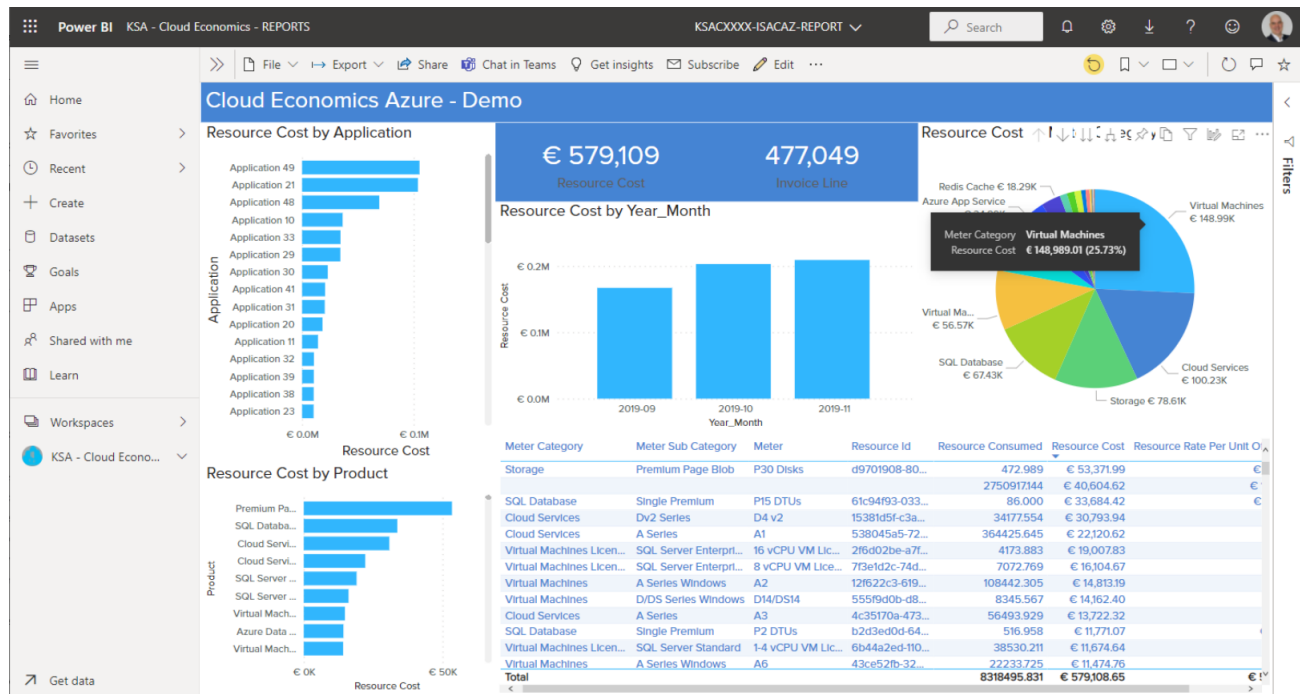 Power BI KSA - Cloud Economics - REPORTS
KSACXXXX-ISACAZ-REPORT
Search
File
Export
Share
Chat in Teams
Get insights
Subscribe
Edit
Home
Favorites
Recent
Create
Datasets
Goals
Apps
Shared with me
Learn
Workspaces
KSA - Cloud Econo...
Get data
Cloud Economics Azure - Demo
Resource Cost by Application
Application
Application 49
Application 21
Application 48
Application 10
Application 33
Application 29
Application 30
Application 41
Application 31
Application 20
Application 11
Application 32
Application 39
Application 38
Application 23
€ 0.0M € 0.1M
Resource Cost
Resource Cost by Product
Product
Premium Pa...
SQL Databa...
Cloud Servi...
Cloud Servi...
SQL Server ...
SQL Server ...
Virtual Mach...
Azure Data ...
Virtual Mach...
€ 0K € 50K
Resource Cost
€ 579,109 477,049
Resource Cost Invoice Line
Resource Cost by Year_Month
Resource Cost
€ 0.2M
€ 0.1M
€ 0.0M
2019-09 2019-10 2019-11
Year_Month
Resource Cost
Redis Cache € 18.29K
Azure App Service
Virtual Machines
€ 148.99K
Meter Category Virtual Machines
Resource Cost € 148,989.01 (25.73%)
Virtual Ma...
€ 56.57K
SQL Database
€ 67.43K
Cloud Services
€ 100.23K
Storage € 78.61K
Filters
Meter Category Meter Sub Category Meter Resource Id Resource Consumed Resource Cost Resource Rate Per Unit O
Storage Premium Page Blob P30 Disks d9701908-80... 472.989 € 53,371.99 €
2750917.144 € 40,604.62 €
SQL Database Single Premium P15 DTUs 61c94f93-033... 86.000 € 33,684.42 €
Cloud Services Dv2 Series D4 v2 15381d5f-c3a... 34177.554 € 30,793.94
Cloud Services A Series A1 538045a5-72... 364425.645 € 22,120.62
Virtual Machines Licen... SQL Server Enterpri... 16 vCPU VM Lic... 2f6d02be-a7f... 4173.883 € 19,007.83
Virtual Machines Licen... SQL Server Enterpri... 8 vCPU VM Lice... 7f3e1d2c-74d... 7072.769 € 16,104.67
Virtual Machines A Series Windows A2 12f622c3-619... 108442.305 € 14,813.19
Virtual Machines D/DS Series Windows D14/DS14 555f9d0b-d8... 8345.567 € 14,162.40
Cloud Services A Series A3 4c35170a-473... 56493.929 € 13,722.32
SQL Database Single Premium P2 DTUs b2d3ed0d-64... 516.958 € 11,771.07
Virtual Machines Licen... SQL Server Standard 1-4 vCPU VM Lic... 6b44a2ed-110... 38530.211 € 11,674.64
Virtual Machines A Series Windows A6 43ce52fb-32... 22233.725 € 11,474.76
Total 8318495.831 € 579,108.65